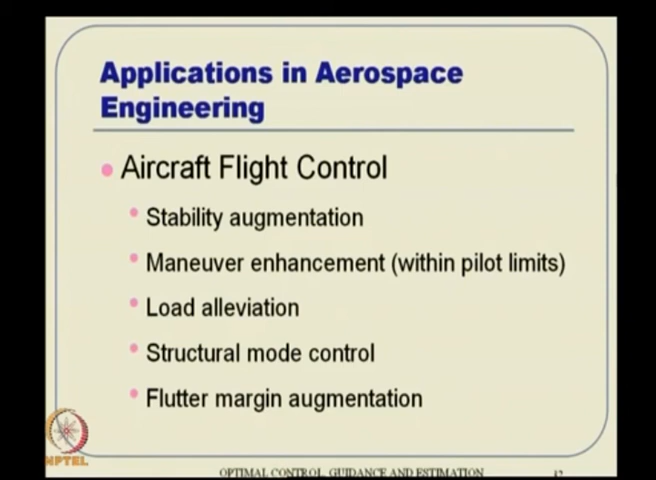 Applications in Aerospace
Engineering
Aircraft Flight Control
Stability augmentation
Maneuver enhancement (within pilot limits)
Load alleviation
Structural mode control
Flutter margin augmentation
NPTEL
OPTIMAL CONTROL, GUIDANCE AND ESTIMATION